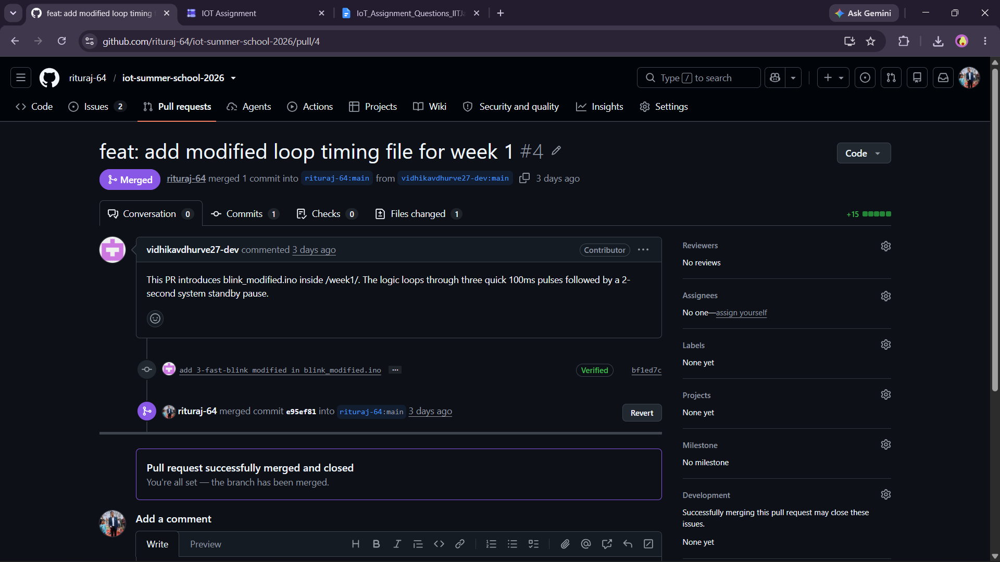 feat: add modified loop timing
IOT Assignment
IoT_Assignment_Questions_IITJa
Ask Gemini
github.com/rituraj-64/iot-summer-school-2026/pull/4
rituraj-64 / iot-summer-school-2026
Type / to search
Code
Issues 2
Pull requests
Agents
Actions
Projects
Wiki
Security and quality
Insights
Settings
feat: add modified loop timing file for week 1 #4
Code
Merged
rituraj-64 merged 1 commit into rituraj-64:main from vidhikavdhurve27-dev:main 3 days ago
Conversation 0
Commits 1
Checks 0
Files changed 1
+15
vidhikavdhurve27-dev commented 3 days ago
Contributor
This PR introduces blink_modified.ino inside /week1/. The logic loops through three quick 100ms pulses followed by a 2-
second system standby pause.
add 3-fast-blink modified in blink_modified.ino
Verified
bf1ed7c
rituraj-64 merged commit e95ef81 into rituraj-64:main 3 days ago
Revert
Pull request successfully merged and closed
You're all set — the branch has been merged.
Add a comment
Write
Preview
Reviewers
No reviews
Assignees
No one—assign yourself
Labels
None yet
Projects
None yet
Milestone
No milestone
Development
Successfully merging this pull request may close these
issues.
None yet